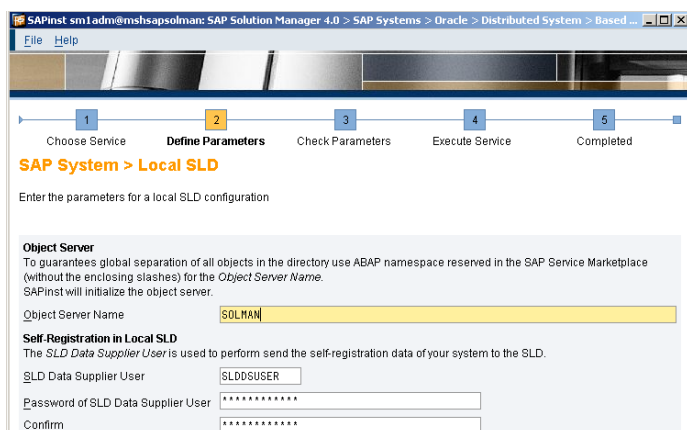 SAPinst sm1adm@mshsapsolman: SAP Solution Manager 4.0 > SAP Systems > Oracle > Distributed System > Based ...
File Help
1 2 3 4 5
Choose Service Define Parameters Check Parameters Execute Service Completed
SAP System > Local SLD
Enter the parameters for a local SLD configuration
Object Server
To guarantees global separation of all objects in the directory use ABAP namespace reserved in the SAP Service Marketplace
(without the enclosing slashes) for the Object Server Name.
SAPinst will initialize the object server.
Object Server Name SOLMAN
Self-Registration in Local SLD
The SLD Data Supplier User is used to perform send the self-registration data of your system to the SLD.
SLD Data Supplier User SLDDSUSER
Password of SLD Data Supplier User ************
Confirm ************